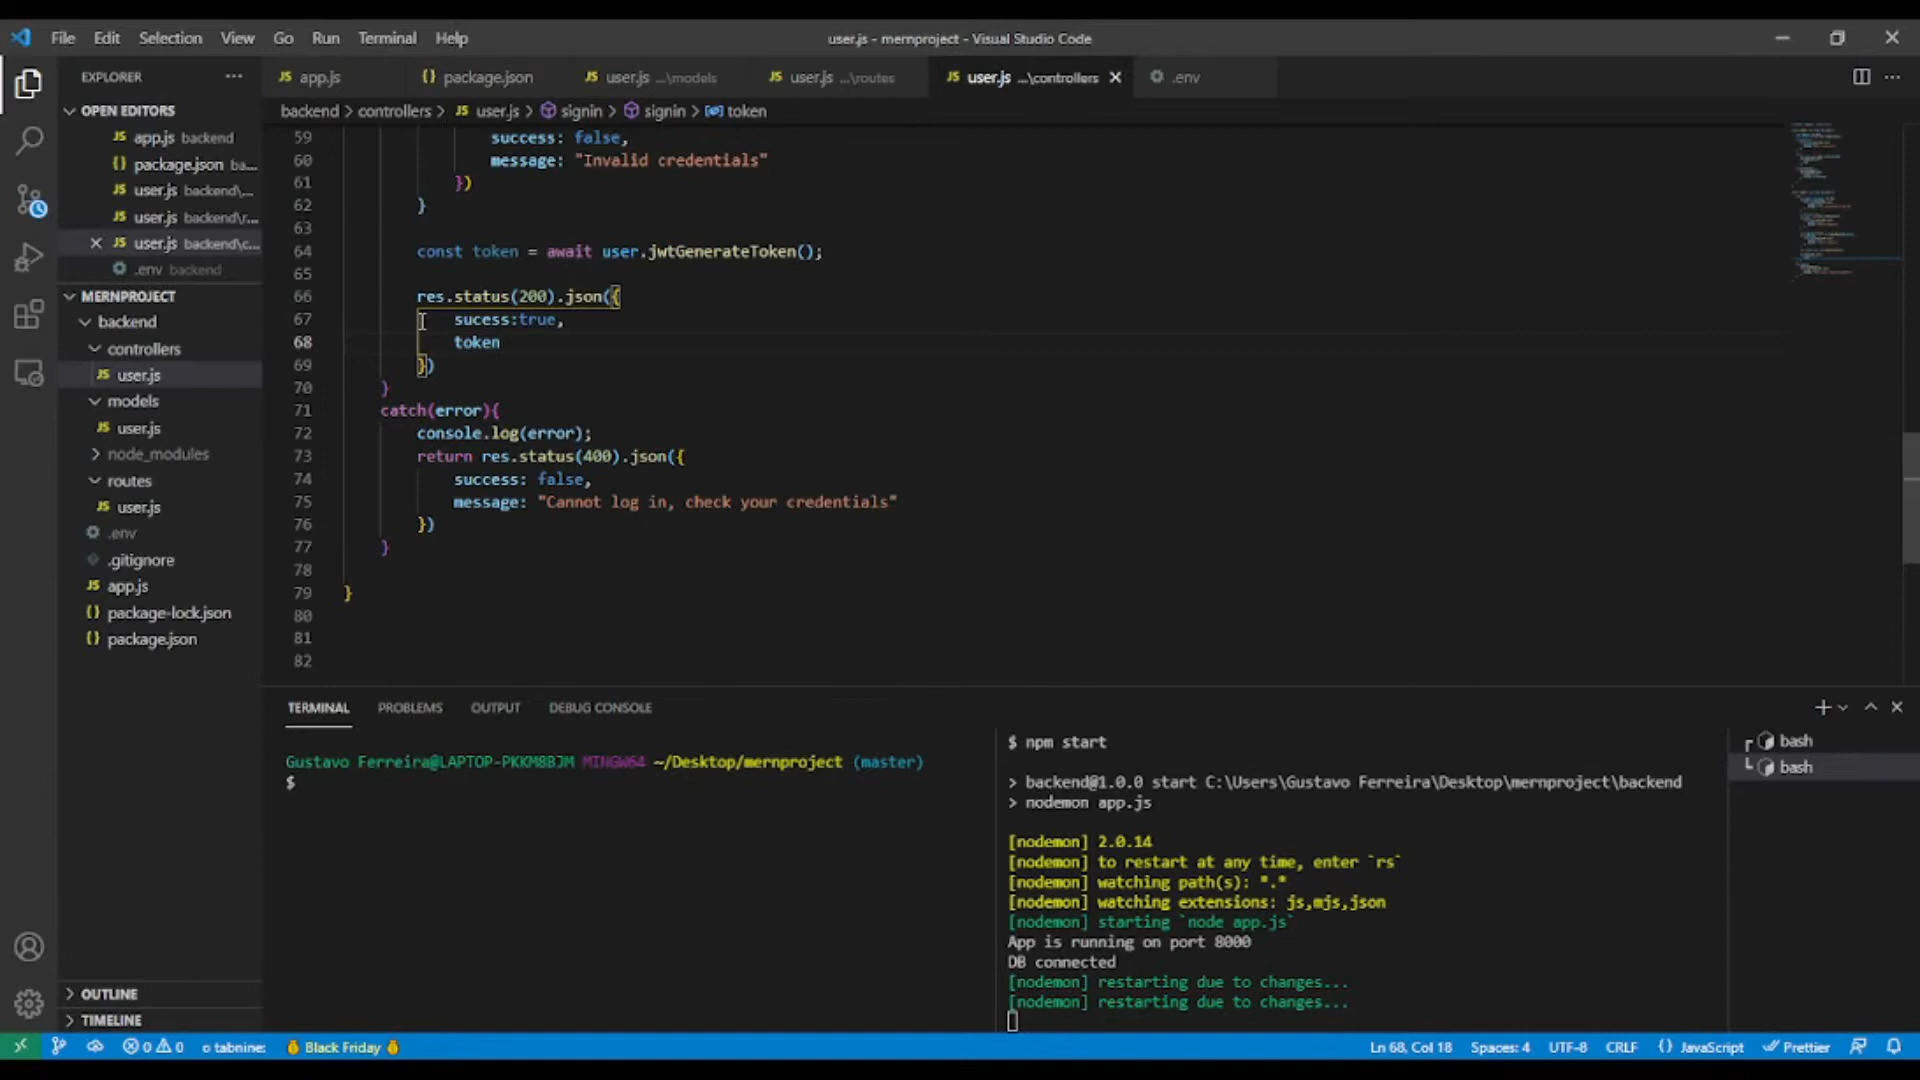 File Edit Selection View Go Run Terminal Help
user.js - mernproject - Visual Studio Code
EXPLORER
app.js
package.json
user.js ...\models
user.js ...\routes
user.js ...\controllers
.env
backend > controllers > JS user.js > signin > signin > token
OPEN EDITORS
app.js backend
package.json ba...
user.js backend\...
user.js backend\r...
user.js backend\c...
.env backend
MERNPROJECT
backend
controllers
user.js
models
user.js
node_modules
routes
user.js
.env
.gitignore
app.js
package-lock.json
package.json
OUTLINE
TIMELINE
59 success: false,
60 message: "Invalid credentials"
61 })
62 }
63
64 const token = await user.jwtGenerateToken();
65
66 res.status(200).json({
67 sucess:true,
68 token
69 })
70 }
71 catch(error){
72 console.log(error);
73 return res.status(400).json({
74 success: false,
75 message: "Cannot log in, check your credentials"
76 })
77 }
78
79 }
80
81
82
TERMINAL PROBLEMS OUTPUT DEBUG CONSOLE
Gustavo Ferreira@LAPTOP-PKKM8BJM MINGW64 ~/Desktop/mernproject (master)
$
$ npm start
> backend@1.0.0 start C:\Users\Gustavo Ferreira\Desktop\mernproject\backend
> nodemon app.js
[nodemon] 2.0.14
[nodemon] to restart at any time, enter `rs`
[nodemon] watching path(s): *.*
[nodemon] watching extensions: js,mjs,json
[nodemon] starting `node app.js`
App is running on port 8000
DB connected
[nodemon] restarting due to changes...
[nodemon] restarting due to changes...
bash
bash
0 0 tabnine: Black Friday
Ln 68, Col 18 Spaces: 4 UTF-8 CRLF {} JavaScript Prettier